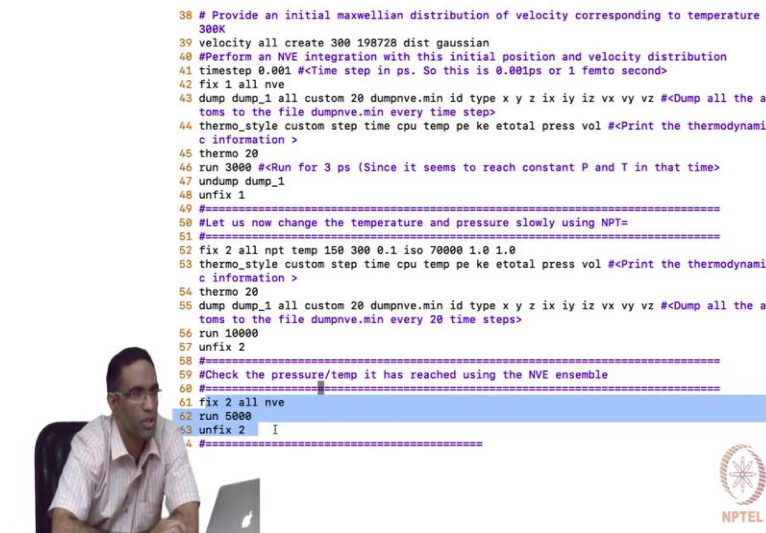 38 # Provide an initial maxwellian distribution of velocity corresponding to temperature
300K
39 velocity all create 300 198728 dist gaussian
40 #Perform an NVE integration with this initial position and velocity distribution
41 timestep 0.001 #<Time step in ps. So this is 0.001ps or 1 femto second>
42 fix 1 all nve
43 dump dump_1 all custom 20 dumpnve.min id type x y z ix iy iz vx vy vz #<Dump all the a
toms to the file dumpnve.min every time step>
44 thermo_style custom step time cpu temp pe ke etotal press vol #<Print the thermodynami
c information >
45 thermo 20
46 run 3000 #<Run for 3 ps (Since it seems to reach constant P and T in that time>
47 undump dump_1
48 unfix 1
49 #================================================================
50 #Let us now change the temperature and pressure slowly using NPT=
51 #================================================================
52 fix 2 all npt temp 150 300 0.1 iso 70000 1.0 1.0
53 thermo_style custom step time cpu temp pe ke etotal press vol #<Print the thermodynami
c information >
54 thermo 20
55 dump dump_1 all custom 20 dumpnve.min id type x y z ix iy iz vx vy vz #<Dump all the a
toms to the file dumpnve.min every 20 time steps>
56 run 10000
57 unfix 2
58 #================================================================
59 #Check the pressure/temp it has reached using the NVE ensemble
60 #================================================================
61 fix 2 all nve
62 run 5000
63 unfix 2
4 #==========================================
NPTEL